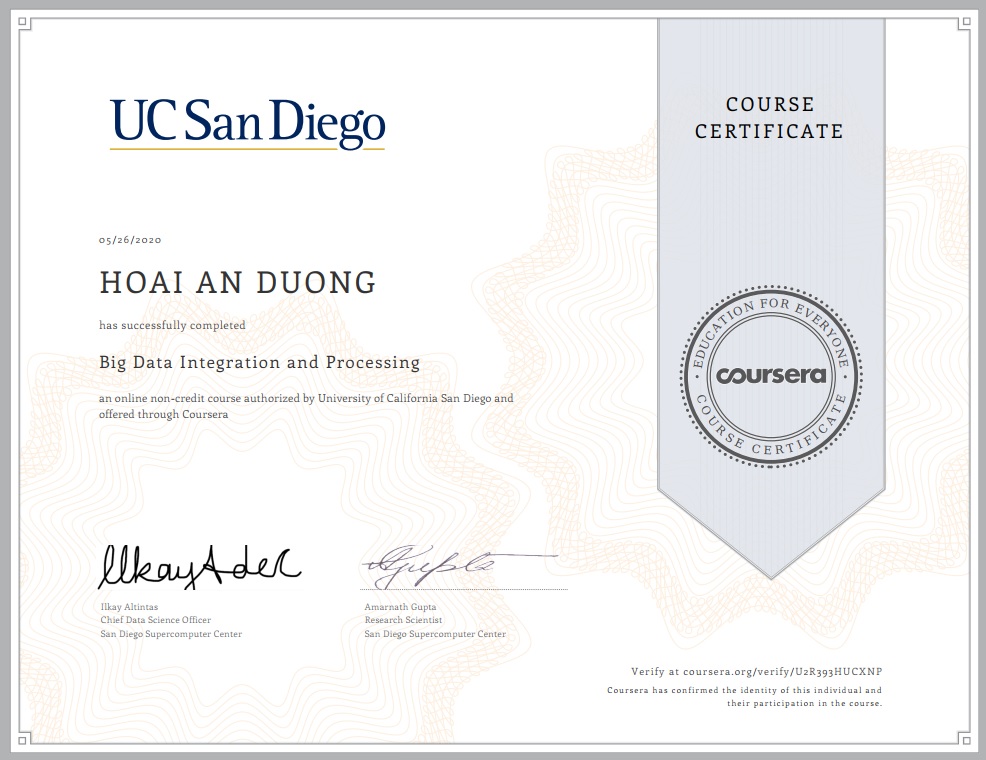 UC San Diego
COURSE
CERTIFICATE
05/26/2020
HOAI AN DUONG
has successfully completed
Big Data Integration and Processing
an online non-credit course authorized by University of California San Diego and
offered through Coursera
EDUCATION FOR EVERYONE
coursera
COURSE CERTIFICATE
Ilkay Altintas
Chief Data Science Officer
San Diego Supercomputer Center
Amarnath Gupta
Research Scientist
San Diego Supercomputer Center
Verify at coursera.org/verify/U2R393HUCXNP
Coursera has confirmed the identity of this individual and
their participation in the course.